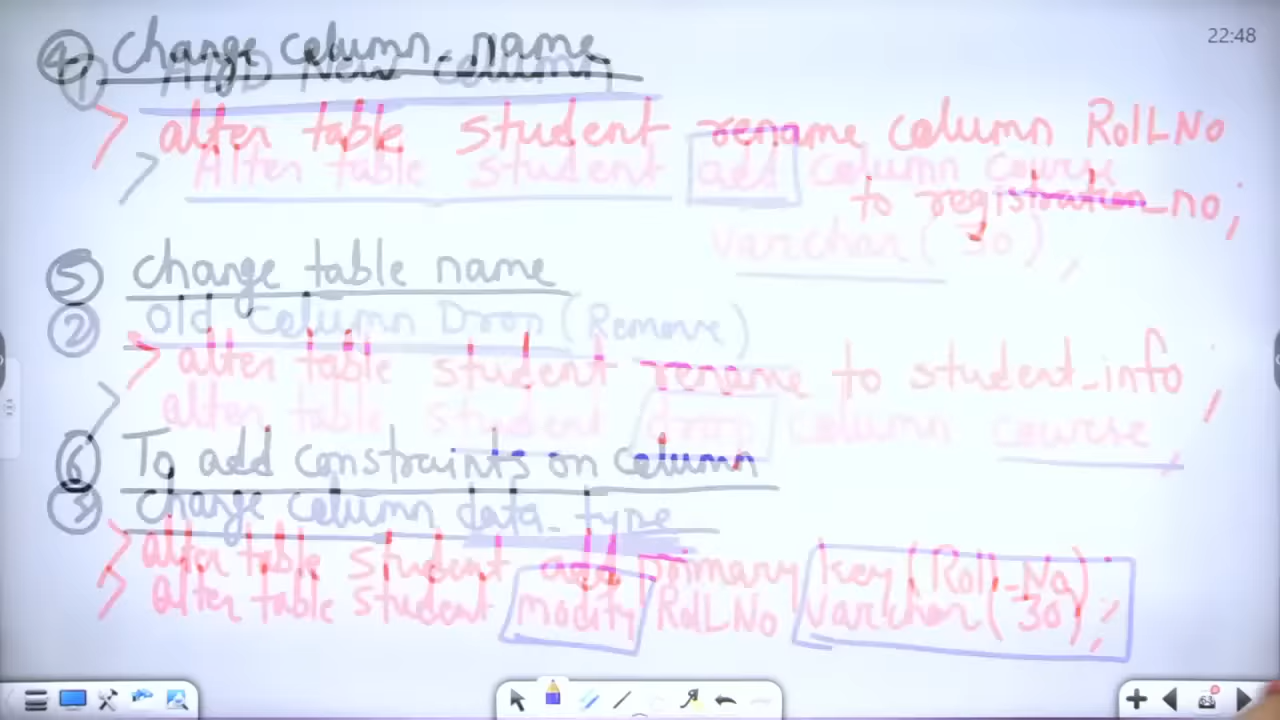 22:48
④ Change column name
① ADD New Column
> alter table student rename column RollNo
> Alter table student add column course
to registration_no;
varchar(30);
⑤ Change table name
② Old Column Drop (Remove)
> alter table student rename to student_info;
> alter table student drop column course;
⑥ To add constraints on column
③ Change column data_type
> alter table student add primary key (Roll_No);
> alter table student modify RollNo varchar(30);
63